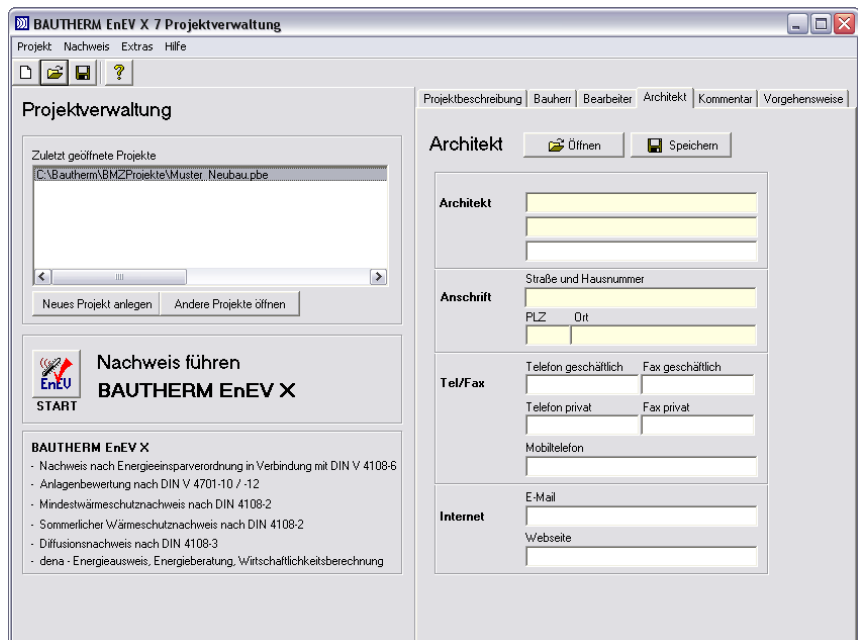 BAUTHERM EnEV X 7 Projektverwaltung
Projekt Nachweis Extras Hilfe
Projektverwaltung
Zuletzt geöffnete Projekte
C:\Bautherm\BMZProjekte\Muster_Neubau.pbe
Neues Projekt anlegen Andere Projekte öffnen
EnEV
START
Nachweis führen
BAUTHERM EnEV X
BAUTHERM EnEV X
- Nachweis nach Energieeinsparverordnung in Verbindung mit DIN V 4108-6
- Anlagenbewertung nach DIN V 4701-10 / -12
- Mindestwärmeschutznachweis nach DIN 4108-2
- Sommerlicher Wärmeschutznachweis nach DIN 4108-2
- Diffusionsnachweis nach DIN 4108-3
- dena - Energieausweis, Energieberatung, Wirtschaftlichkeitsberechnung
Projektbeschreibung Bauherr Bearbeiter Architekt Kommentar Vorgehensweise
Architekt Öffnen Speichern
Architekt
Straße und Hausnummer
Anschrift
PLZ Ort
Telefon geschäftlich Fax geschäftlich
Tel/Fax
Telefon privat Fax privat
Mobiltelefon
E-Mail
Internet
Webseite